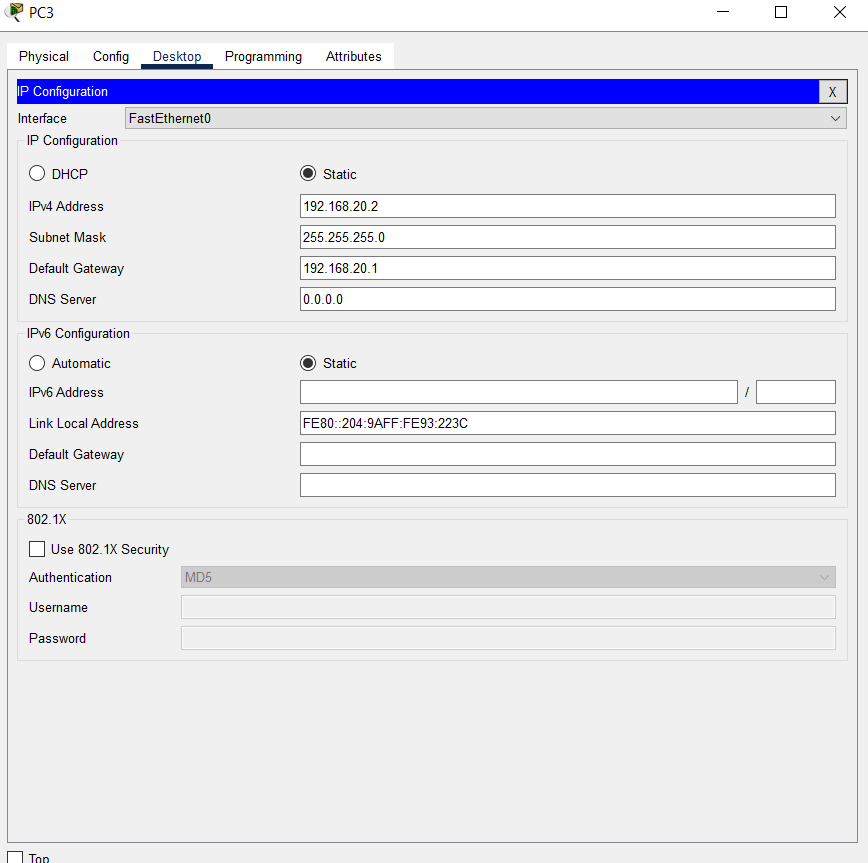 PC3
Physical Config Desktop Programming Attributes
IP Configuration X
Interface FastEthernet0
IP Configuration
DHCP Static
IPv4 Address 192.168.20.2
Subnet Mask 255.255.255.0
Default Gateway 192.168.20.1
DNS Server 0.0.0.0
IPv6 Configuration
Automatic Static
IPv6 Address /
Link Local Address FE80::204:9AFF:FE93:223C
Default Gateway
DNS Server
802.1X
Use 802.1X Security
Authentication MD5
Username
Password
Top